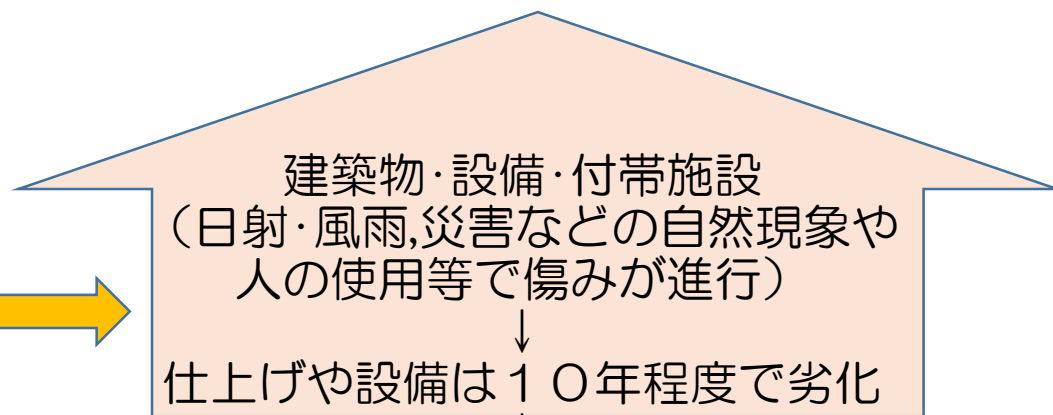 建築物･設備･付帯施設
（日射･風雨,災害などの自然現象や
人の使用等で傷みが進行）
↓
仕上げや設備は１０年程度で劣化